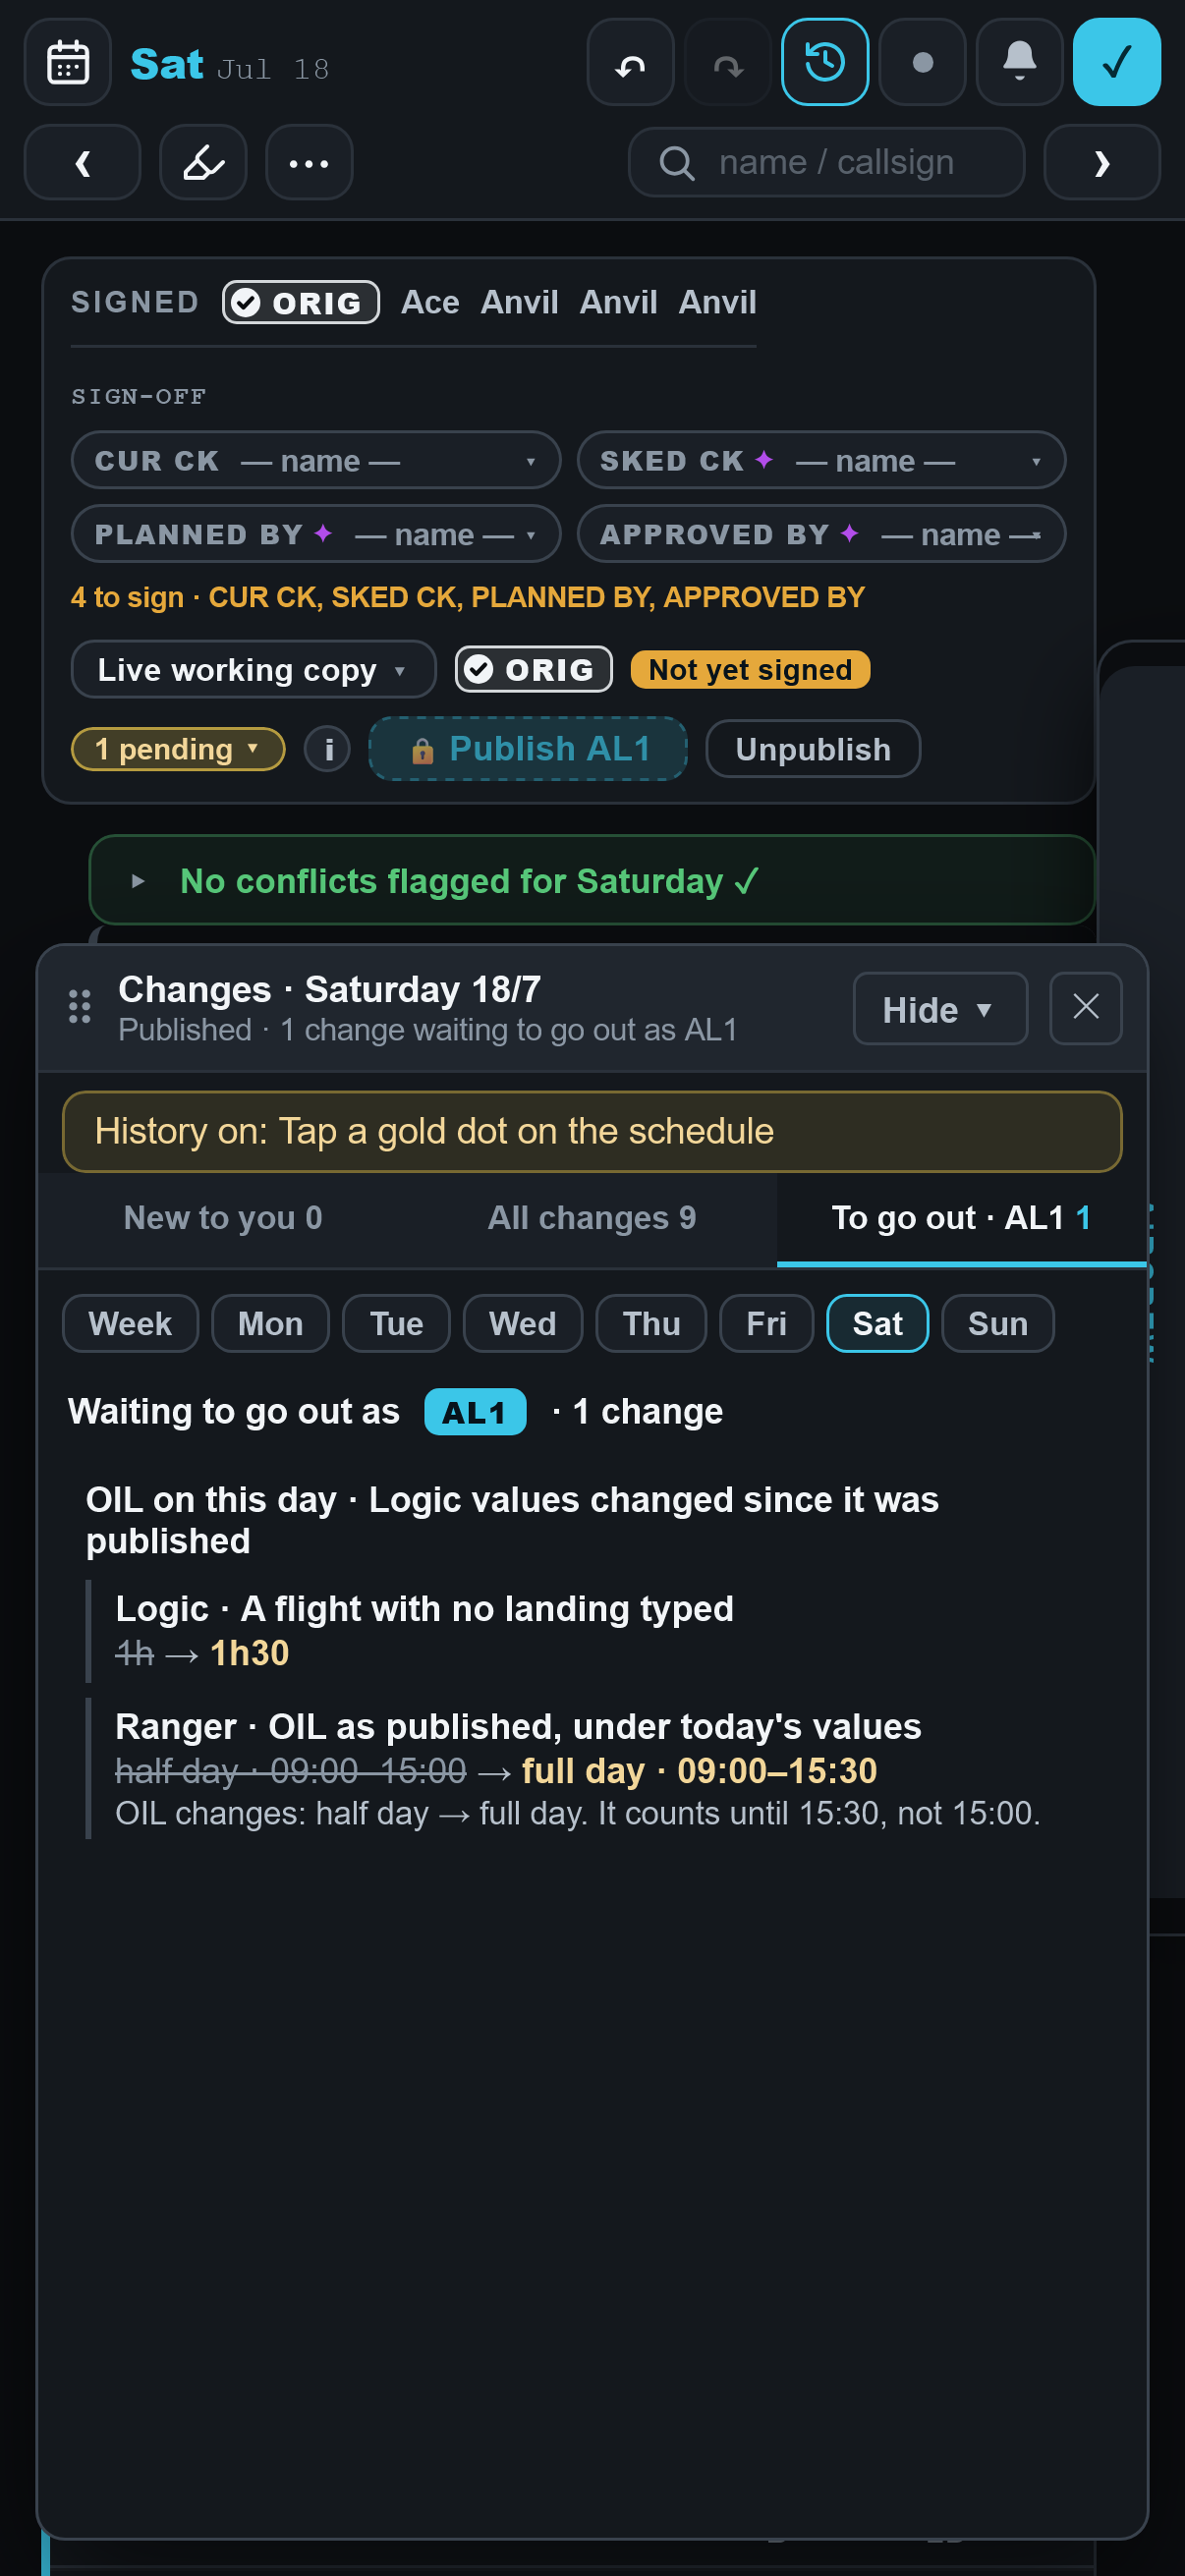 Sat Jul 18
name / callsign
SIGNED ORIG Ace Anvil Anvil Anvil
SIGN-OFF
CUR CK — name —
SKED CK — name —
PLANNED BY — name —
APPROVED BY — name —
4 to sign · CUR CK, SKED CK, PLANNED BY, APPROVED BY
Live working copy ORIG Not yet signed
1 pending i Publish AL1 Unpublish
No conflicts flagged for Saturday ✓
Changes · Saturday 18/7
Published · 1 change waiting to go out as AL1
Hide
History on: Tap a gold dot on the schedule
New to you 0 All changes 9 To go out · AL1 1
Week Mon Tue Wed Thu Fri Sat Sun
Waiting to go out as AL1 · 1 change
OIL on this day · Logic values changed since it was
published
Logic · A flight with no landing typed
1h → 1h30
Ranger · OIL as published, under today's values
half day · 09:00–15:00 → full day · 09:00–15:30
OIL changes: half day → full day. It counts until 15:30, not 15:00.